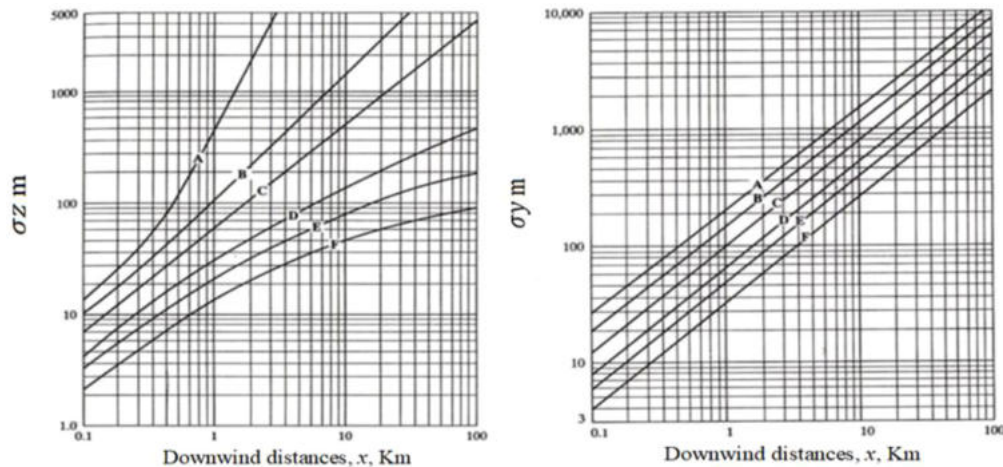 5000
1000
100
10
1.0
σz m
A
B
C
D
E
F
0.1
1
10
100
Downwind distances, x, Km
10,000
1,000
100
10
3
σy m
A
B
C
D
E
F
0.1
1
10
100
Downwind distances, x, Km